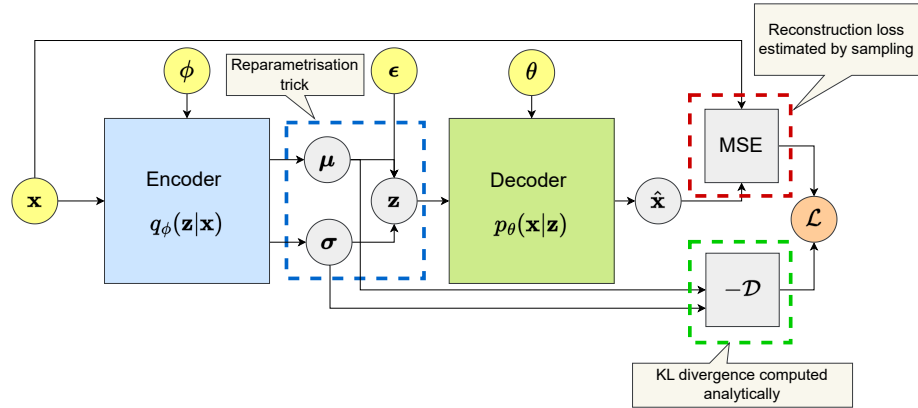 Reconstruction loss
estimated by sampling
Reparametrisation
trick
ϕ
ϵ
θ
MSE
Encoder
q_ϕ(z|x)
μ
σ
z
Decoder
p_θ(x|z)
x
x̂
ℒ
−𝒟
KL divergence computed
analytically